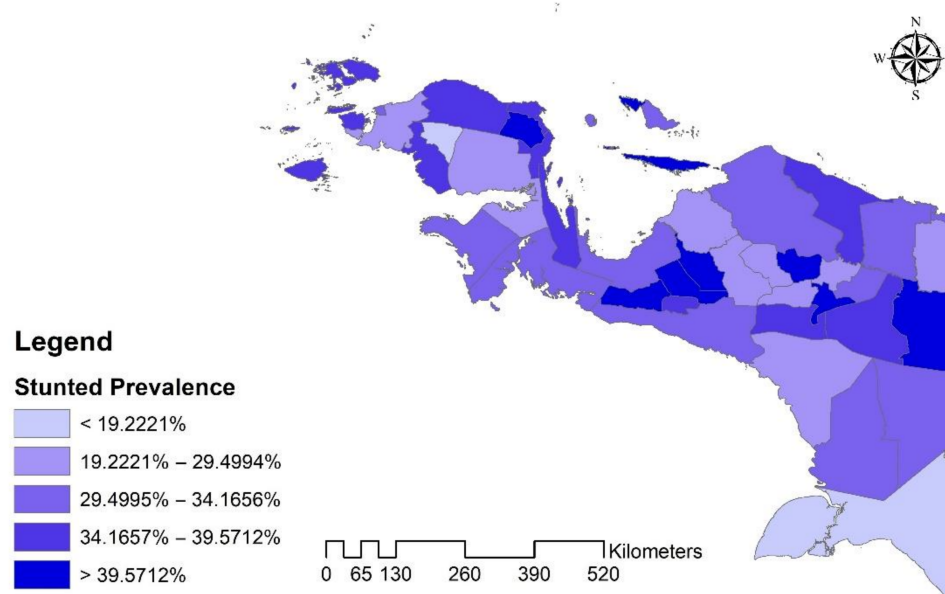 N
W
S
Legend
Stunted Prevalence
< 19.2221%
19.2221% – 29.4994%
29.4995% – 34.1656%
34.1657% – 39.5712%
> 39.5712%
Kilometers
0 65 130 260 390 520